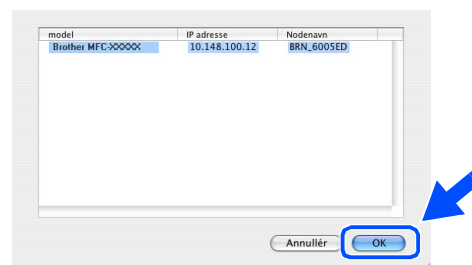 model IP adresse Nodenavn
Brother MFC-XXXXX 10.148.100.12 BRN_6005ED
Annullér OK